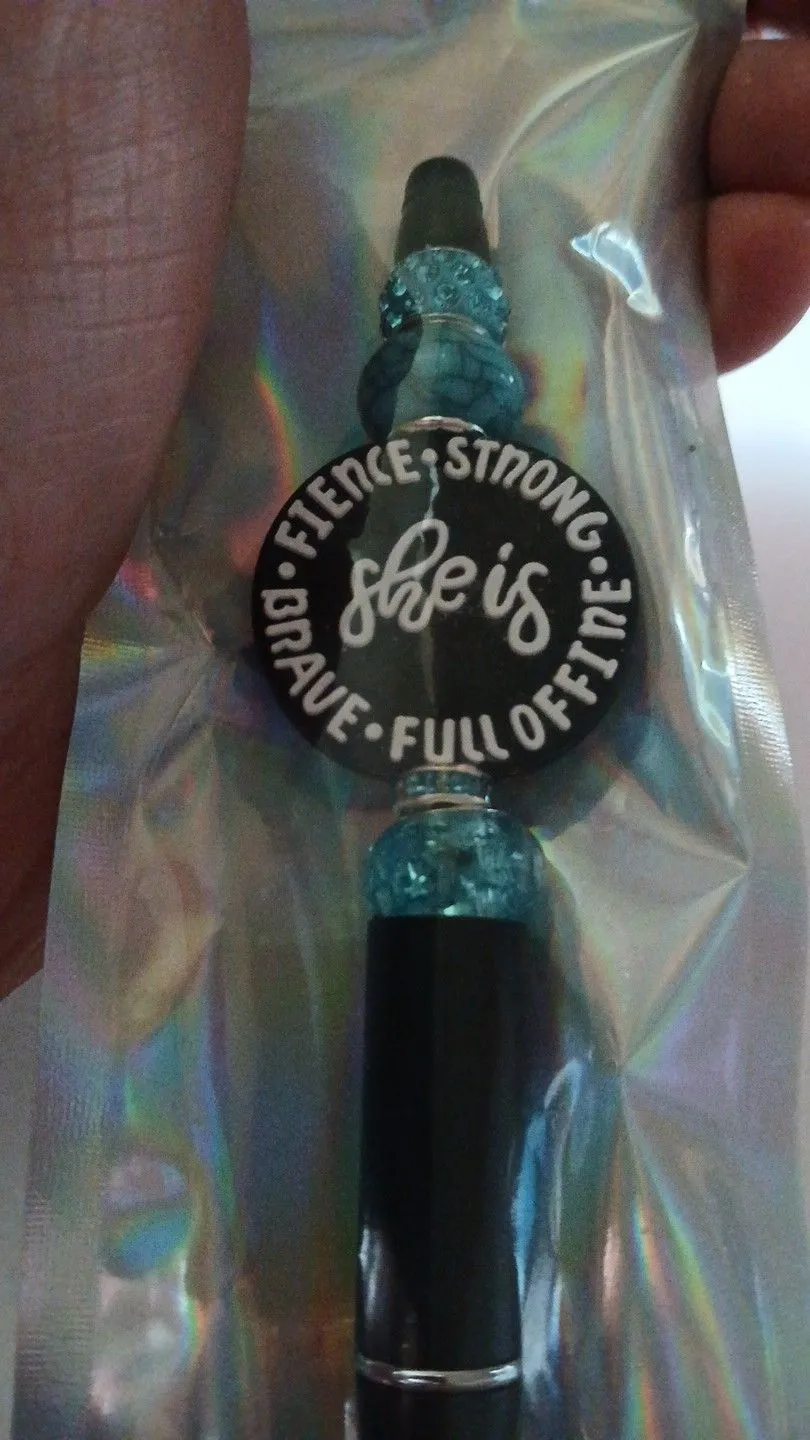 she is
FIERCE • STRONG • FULL OF FIRE • BRAVE •